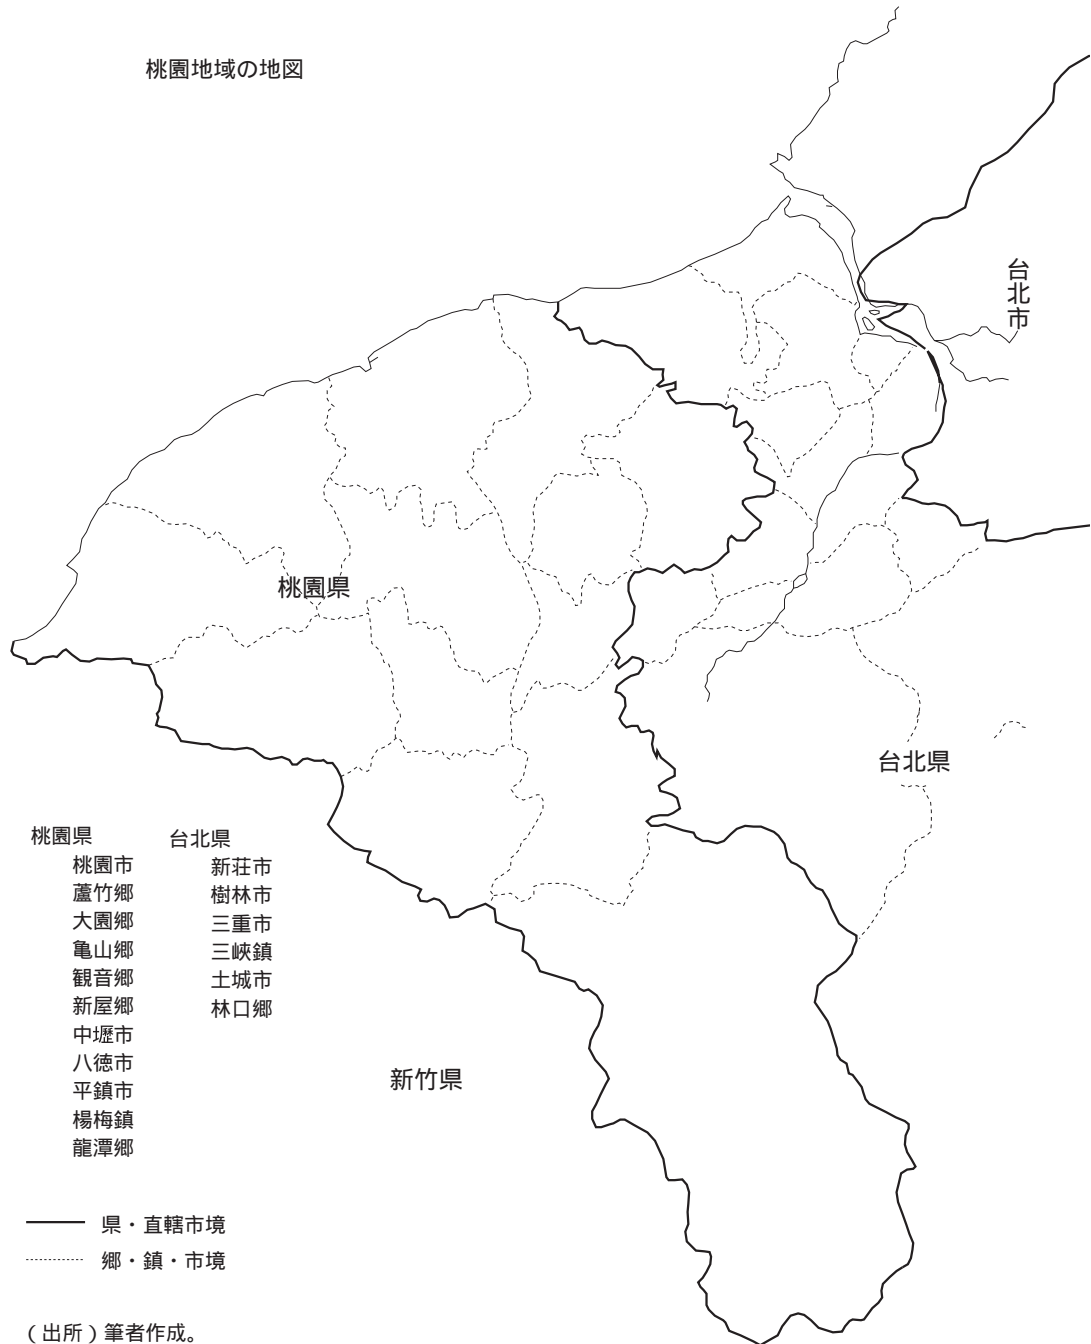 桃園地域の地図
台北市
桃園県
台北県
桃園県
桃園市
蘆竹郷
大園郷
亀山郷
観音郷
新屋郷
中壢市
八徳市
平鎮市
楊梅鎮
龍潭郷
台北県
新荘市
樹林市
三重市
三峡鎮
土城市
林口郷
新竹県
県・直轄市境
郷・鎮・市境
(出所)筆者作成。